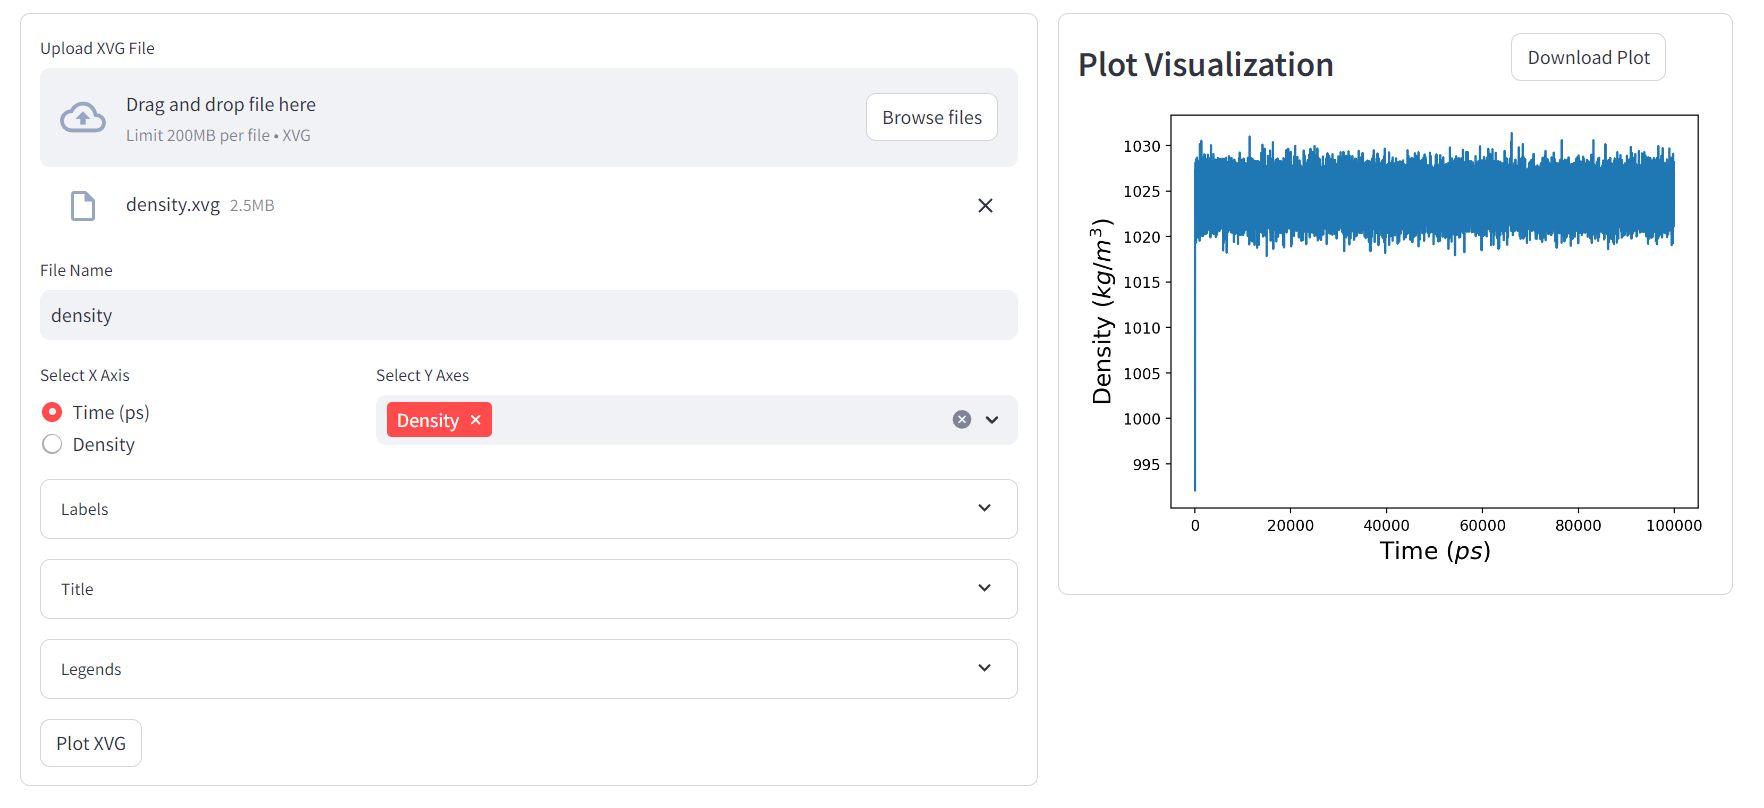 Upload XVG File
Drag and drop file here
Limit 200MB per file • XVG
Browse files
density.xvg 2.5MB
File Name
density
Select X Axis
Time (ps)
Density
Select Y Axes
Density
Labels
Title
Legends
Plot XVG
Plot Visualization
Download Plot
1030
1025
1020
1015
1010
1005
1000
995
Density (kg/m³)
0 20000 40000 60000 80000 100000
Time (ps)